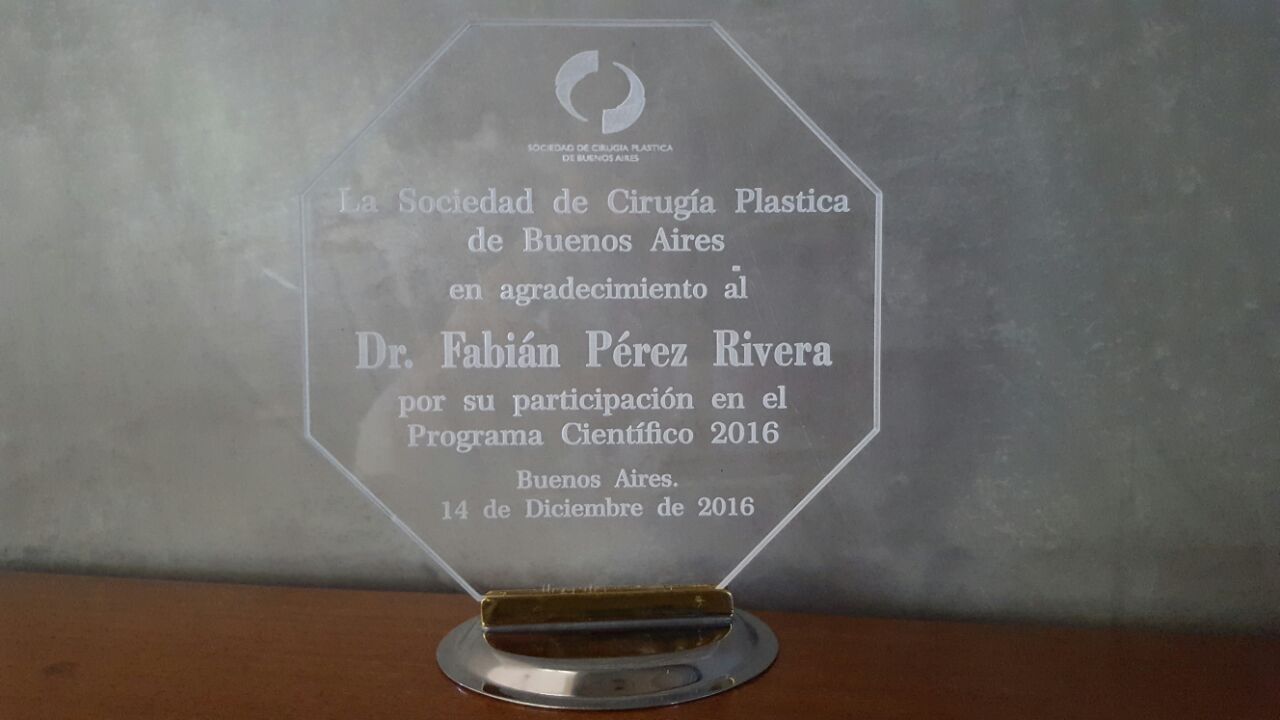 SOCIEDAD DE CIRUGIA PLASTICA
DE BUENOS AIRES
La Sociedad de Cirugía Plastica
de Buenos Aires
en agradecimiento al
Dr. Fabián Pérez Rivera
por su participación en el
Programa Científico 2016
Buenos Aires.
14 de Diciembre de 2016